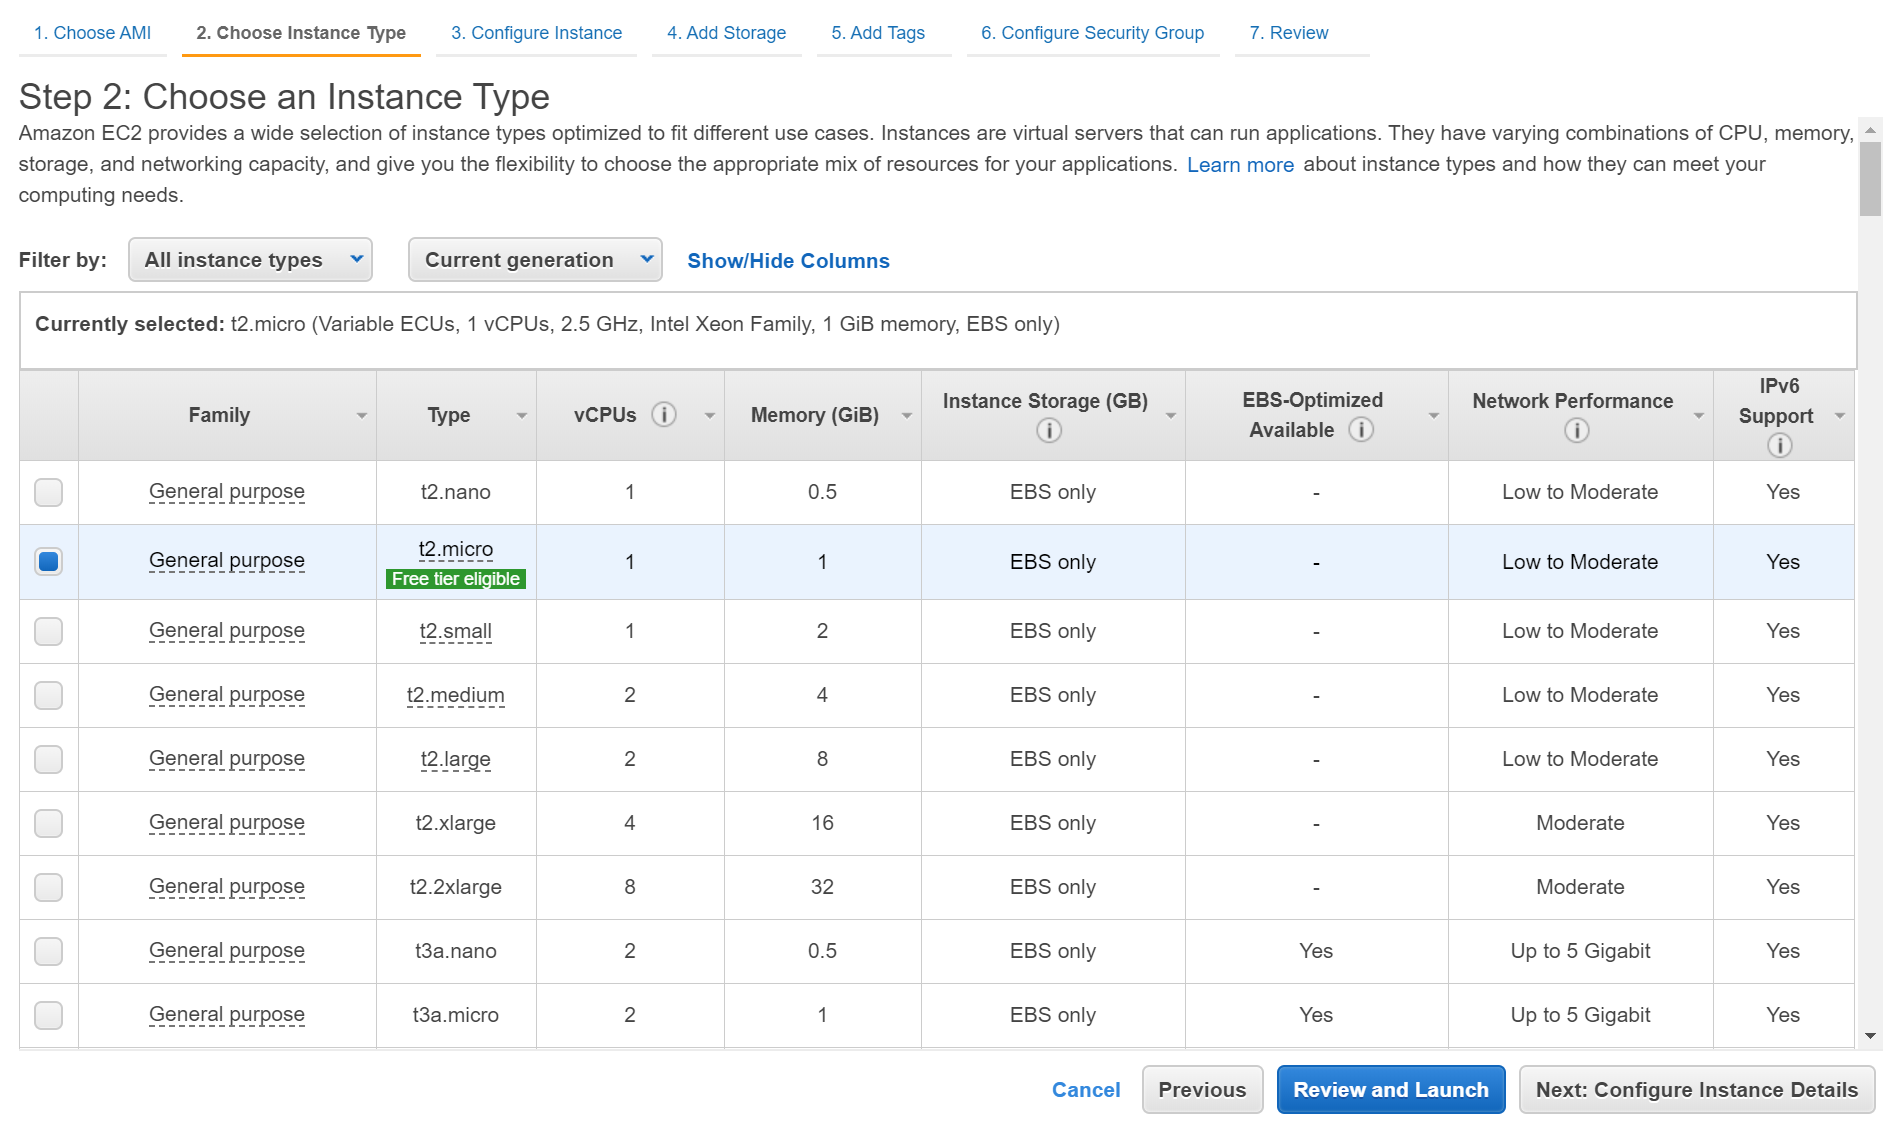 1. Choose AMI 2. Choose Instance Type 3. Configure Instance 4. Add Storage 5. Add Tags 6. Configure Security Group 7. Review
Step 2: Choose an Instance Type
Amazon EC2 provides a wide selection of instance types optimized to fit different use cases. Instances are virtual servers that can run applications. They have varying combinations of CPU, memory,
storage, and networking capacity, and give you the flexibility to choose the appropriate mix of resources for your applications. Learn more about instance types and how they can meet your
computing needs.
Filter by: All instance types Current generation Show/Hide Columns
Currently selected: t2.micro (Variable ECUs, 1 vCPUs, 2.5 GHz, Intel Xeon Family, 1 GiB memory, EBS only)
Family Type vCPUs i Memory (GiB) Instance Storage (GB) i EBS-Optimized Available i Network Performance i IPv6 Support i
General purpose t2.nano 1 0.5 EBS only - Low to Moderate Yes
General purpose t2.micro Free tier eligible 1 1 EBS only - Low to Moderate Yes
General purpose t2.small 1 2 EBS only - Low to Moderate Yes
General purpose t2.medium 2 4 EBS only - Low to Moderate Yes
General purpose t2.large 2 8 EBS only - Low to Moderate Yes
General purpose t2.xlarge 4 16 EBS only - Moderate Yes
General purpose t2.2xlarge 8 32 EBS only - Moderate Yes
General purpose t3a.nano 2 0.5 EBS only Yes Up to 5 Gigabit Yes
General purpose t3a.micro 2 1 EBS only Yes Up to 5 Gigabit Yes
Cancel Previous Review and Launch Next: Configure Instance Details